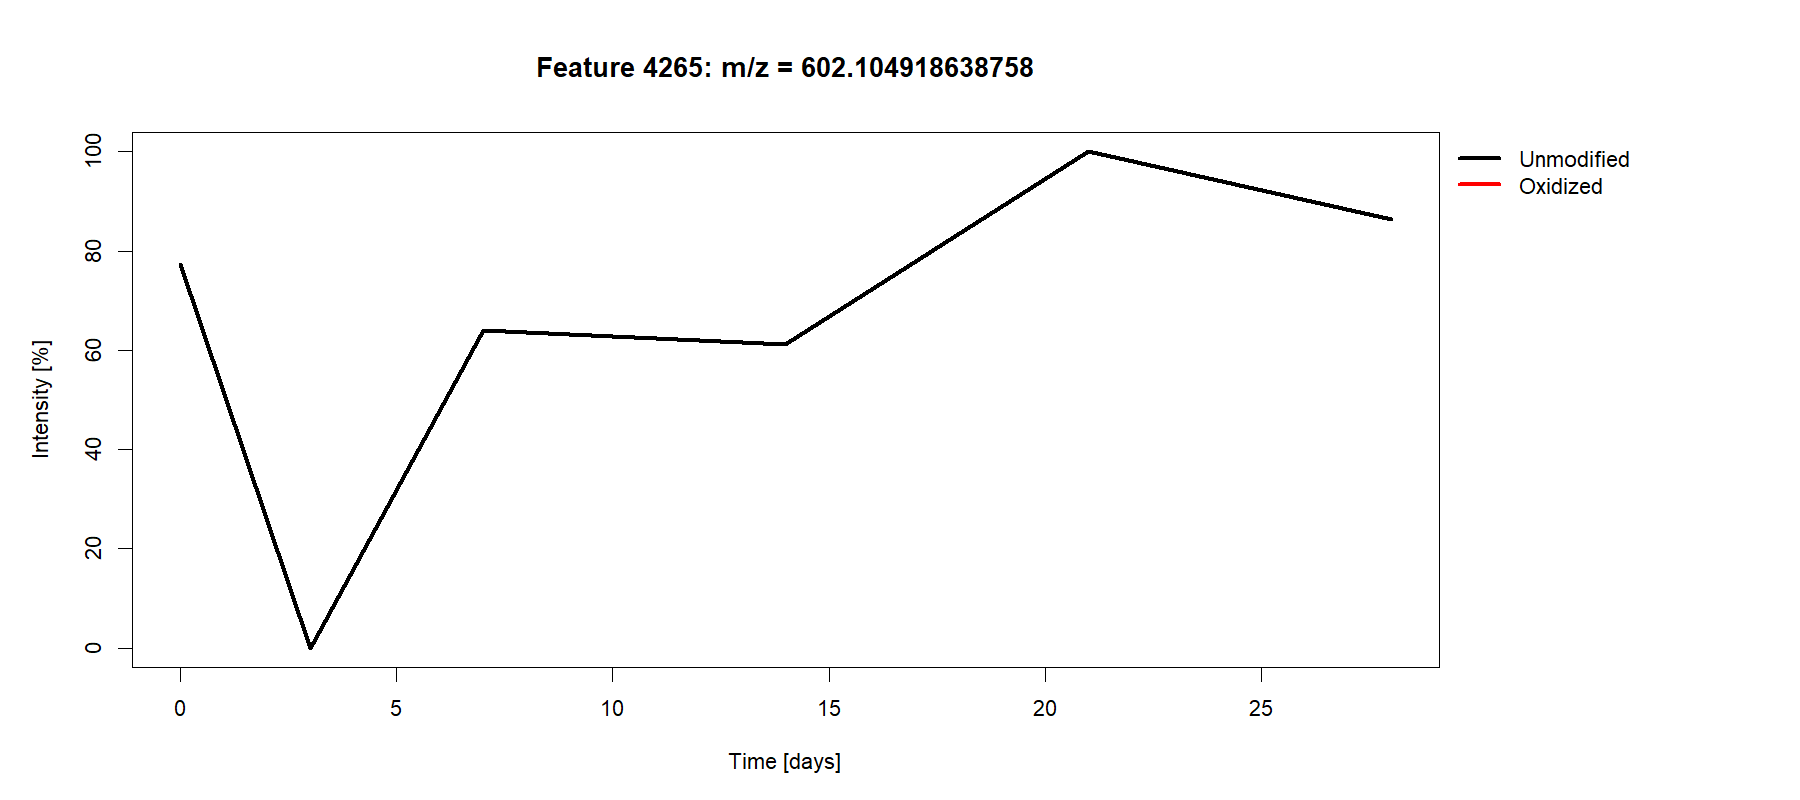 Feature 4265: m/z = 602.104918638758
Unmodified
Oxidized
100
80
60
40
20
0
Intensity [%]
0 5 10 15 20 25
Time [days]